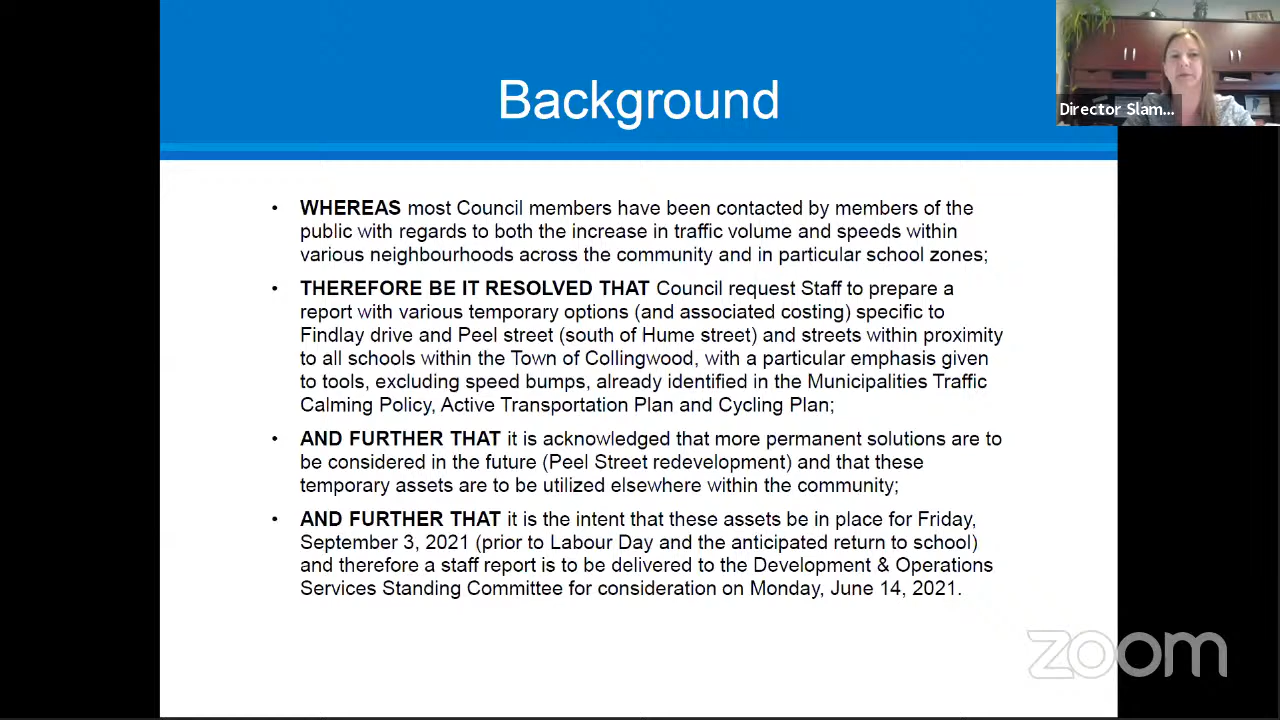 Background
Director Slam...
• WHEREAS most Council members have been contacted by members of the
public with regards to both the increase in traffic volume and speeds within
various neighbourhoods across the community and in particular school zones;
• THEREFORE BE IT RESOLVED THAT Council request Staff to prepare a
report with various temporary options (and associated costing) specific to
Findlay drive and Peel street (south of Hume street) and streets within proximity
to all schools within the Town of Collingwood, with a particular emphasis given
to tools, excluding speed bumps, already identified in the Municipalities Traffic
Calming Policy, Active Transportation Plan and Cycling Plan;
• AND FURTHER THAT it is acknowledged that more permanent solutions are to
be considered in the future (Peel Street redevelopment) and that these
temporary assets are to be utilized elsewhere within the community;
• AND FURTHER THAT it is the intent that these assets be in place for Friday,
September 3, 2021 (prior to Labour Day and the anticipated return to school)
and therefore a staff report is to be delivered to the Development & Operations
Services Standing Committee for consideration on Monday, June 14, 2021.
zoom